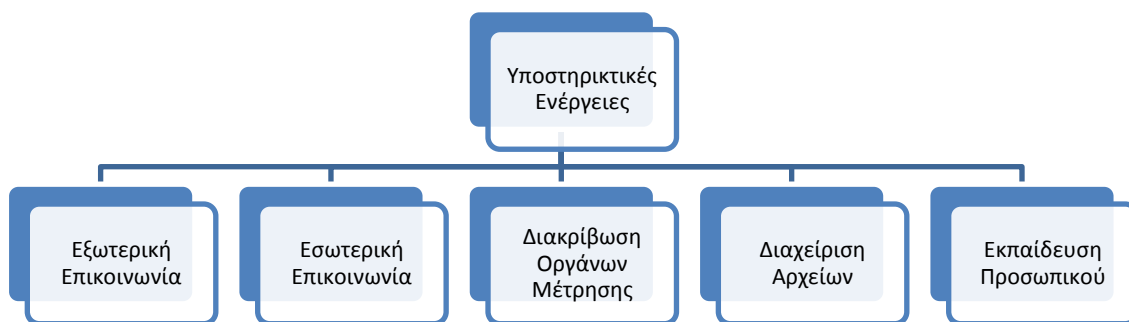 Υποστηρικτικές
Ενέργειες
Εξωτερική
Επικοινωνία
Εσωτερική
Επικοινωνία
Διακρίβωση
Οργάνων
Μέτρησης
Διαχείριση
Αρχείων
Εκπαίδευση
Προσωπικού